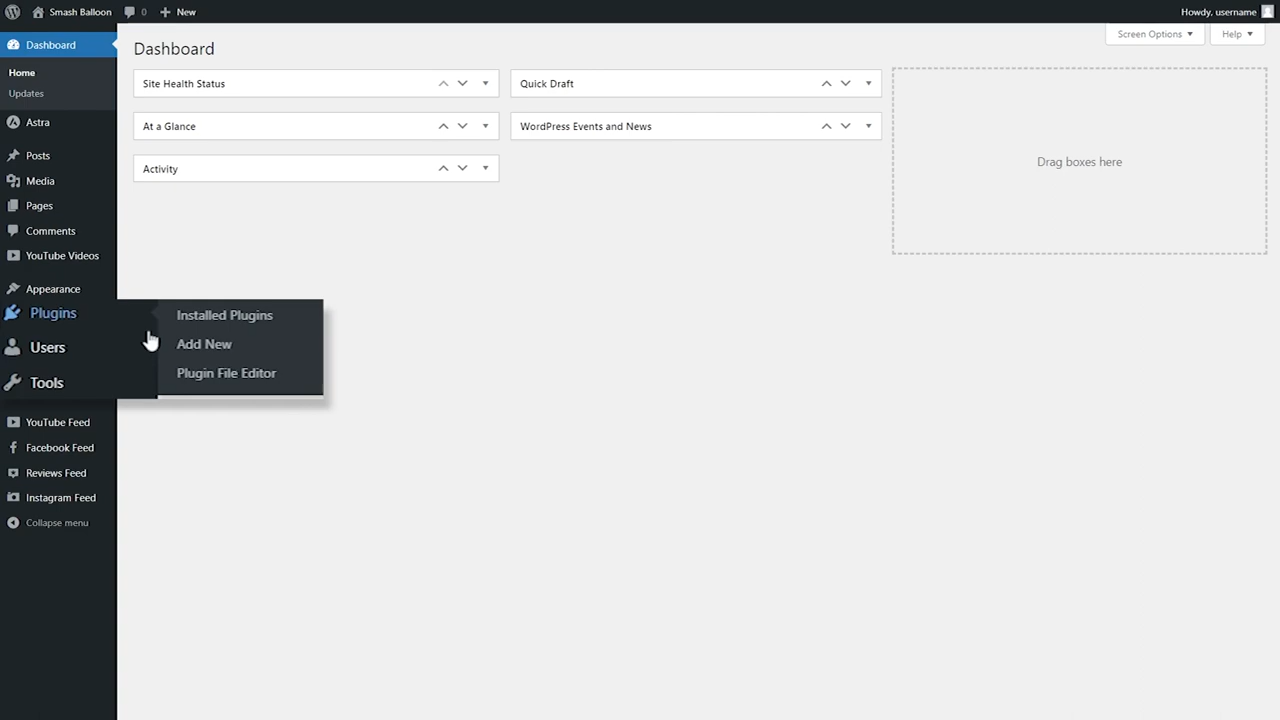 Smash Balloon 0 New Howdy, username
Dashboard
Home
Updates
Astra
Posts
Media
Pages
Comments
YouTube Videos
Appearance
Plugins
Users
Tools
YouTube Feed
Facebook Feed
Reviews Feed
Instagram Feed
Collapse menu
Installed Plugins
Add New
Plugin File Editor
Screen Options Help
Dashboard
Site Health Status
At a Glance
Activity
Quick Draft
WordPress Events and News
Drag boxes here